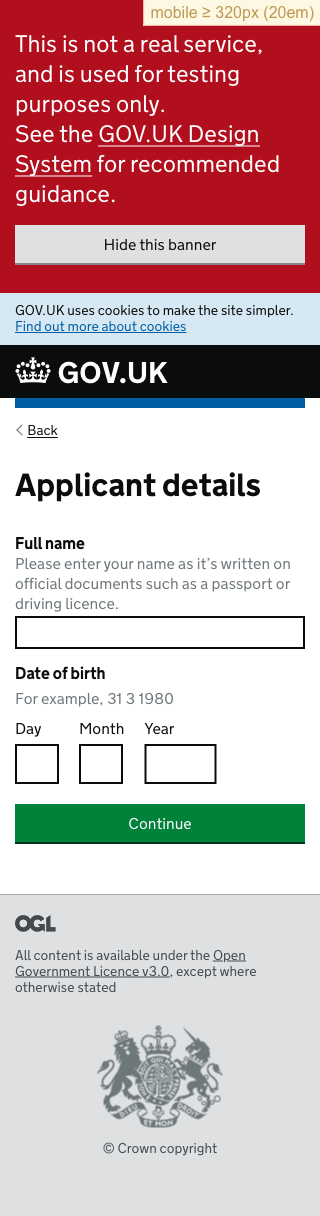 mobile ≥ 320px (20em)
This is not a real service,
and is used for testing
purposes only.
See the GOV.UK Design
System for recommended
guidance.
Hide this banner
GOV.UK uses cookies to make the site simpler.
Find out more about cookies
GOV.UK
Back
Applicant details
Full name
Please enter your name as it’s written on
official documents such as a passport or
driving licence.
Date of birth
For example, 31 3 1980
Day Month Year
Continue
OGL
All content is available under the Open
Government Licence v3.0, except where
otherwise stated
DIEU ET MON DROIT
© Crown copyright